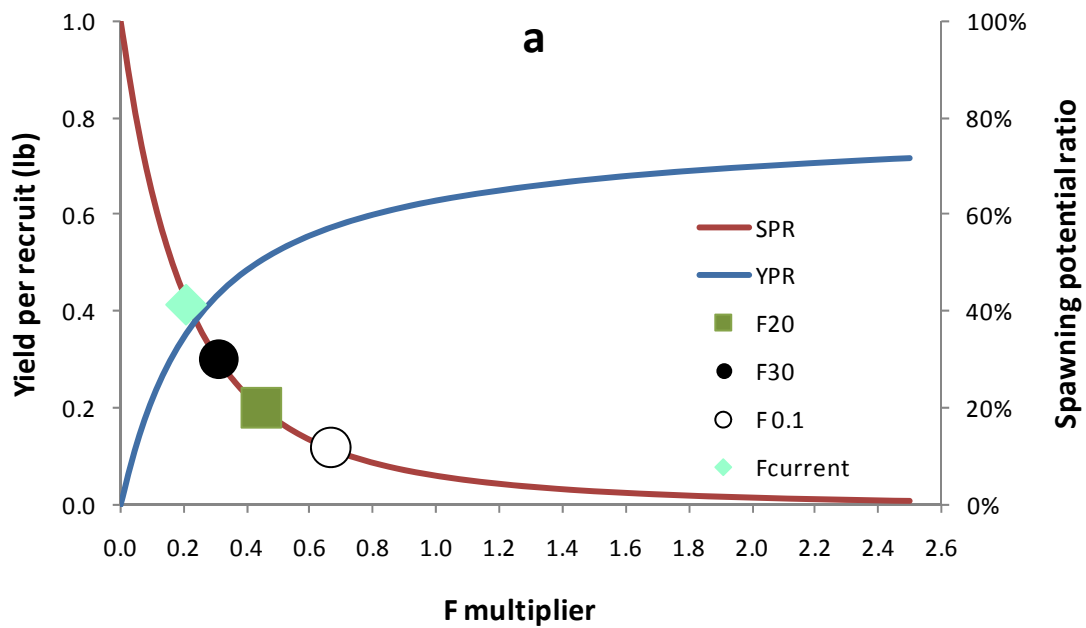 a
Yield per recruit (lb)
1.0
0.8
0.6
0.4
0.2
0.0
100%
80%
60%
40%
20%
0%
Spawning potential ratio
SPR
YPR
F20
F30
F 0.1
Fcurrent
0.0 0.2 0.4 0.6 0.8 1.0 1.2 1.4 1.6 1.8 2.0 2.2 2.4 2.6
F multiplier